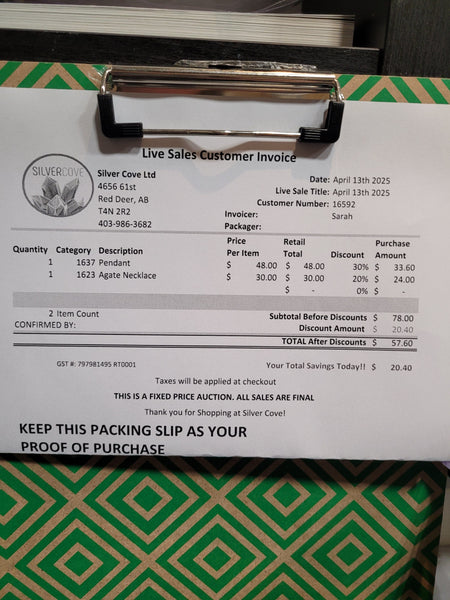 Live Sales Customer Invoice
SILVERCOVE
Silver Cove Ltd
4656 61st
Red Deer, AB
T4N 2R2
403-986-3682
Date: April 13th 2025
Live Sale Title: April 13th 2025
Customer Number: 16592
Invoicer: Sarah
Packager:
Quantity Category Description Price Per Item Retail Total Discount Purchase Amount
1 1637 Pendant $ 48.00 $ 48.00 30% $ 33.60
1 1623 Agate Necklace $ 30.00 $ 30.00 20% $ 24.00
$ - 0% $ -
2 Item Count Subtotal Before Discounts $ 78.00
CONFIRMED BY: Discount Amount $ 20.40
TOTAL After Discounts $ 57.60
GST #: 797981495 RT0001 Your Total Savings Today!! $ 20.40
Taxes will be applied at checkout
THIS IS A FIXED PRICE AUCTION. ALL SALES ARE FINAL
Thank you for Shopping at Silver Cove!
KEEP THIS PACKING SLIP AS YOUR
PROOF OF PURCHASE